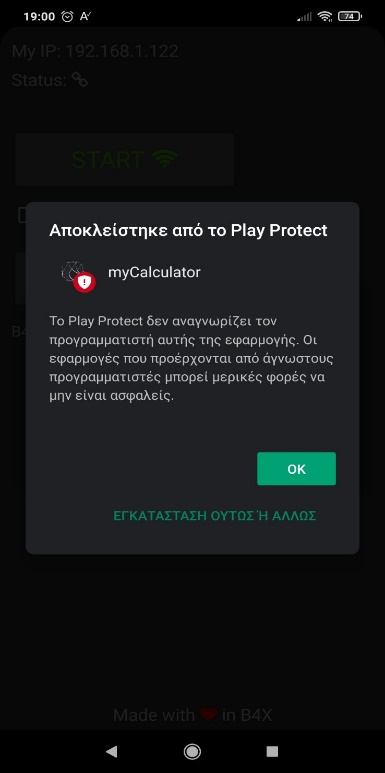 19:00
74
My IP: 192.168.1.122
Status:
START
Αποκλείστηκε από το Play Protect
myCalculator
Το Play Protect δεν αναγνωρίζει τον
προγραμματιστή αυτής της εφαρμογής. Οι
εφαρμογές που προέρχονται από άγνωστους
προγραμματιστές μπορεί μερικές φορές να
μην είναι ασφαλείς.
B4
OK
ΕΓΚΑΤΑΣΤΑΣΗ ΟΥΤΩΣ Ή ΑΛΛΩΣ
Made with ❤ in B4X